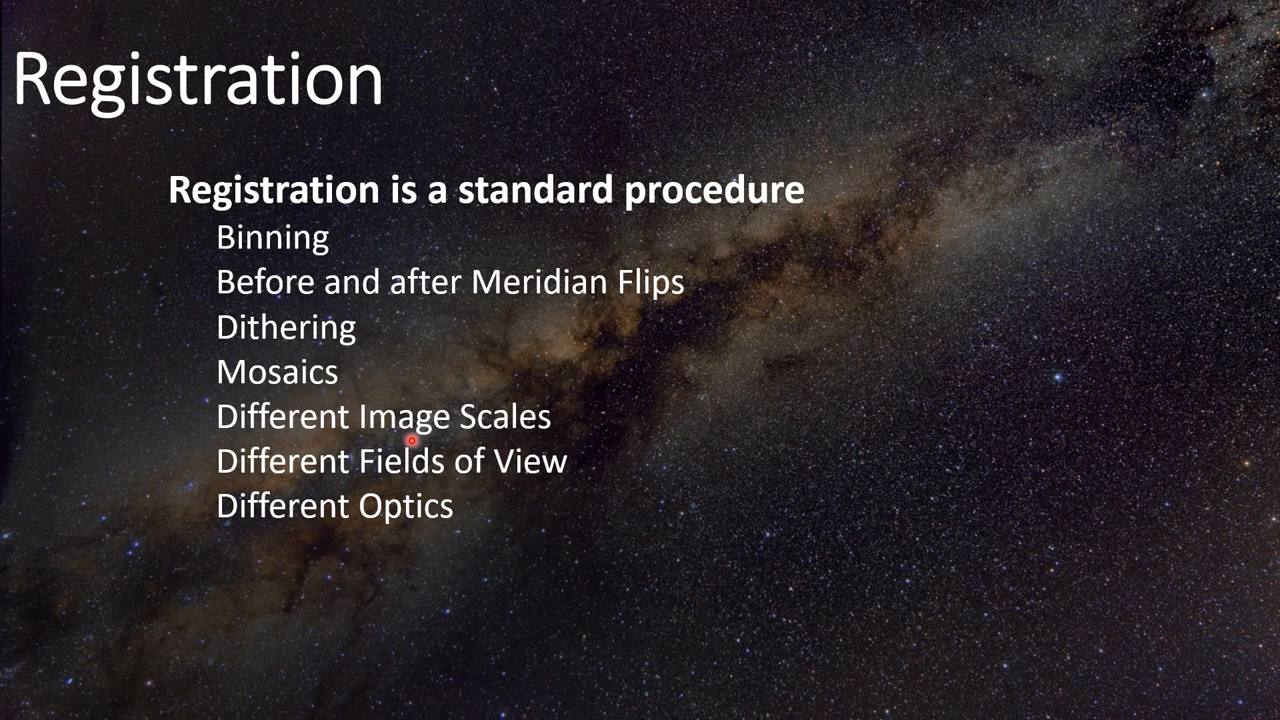 Registration
Registration is a standard procedure
Binning
Before and after Meridian Flips
Dithering
Mosaics
Different Image Scales
Different Fields of View
Different Optics